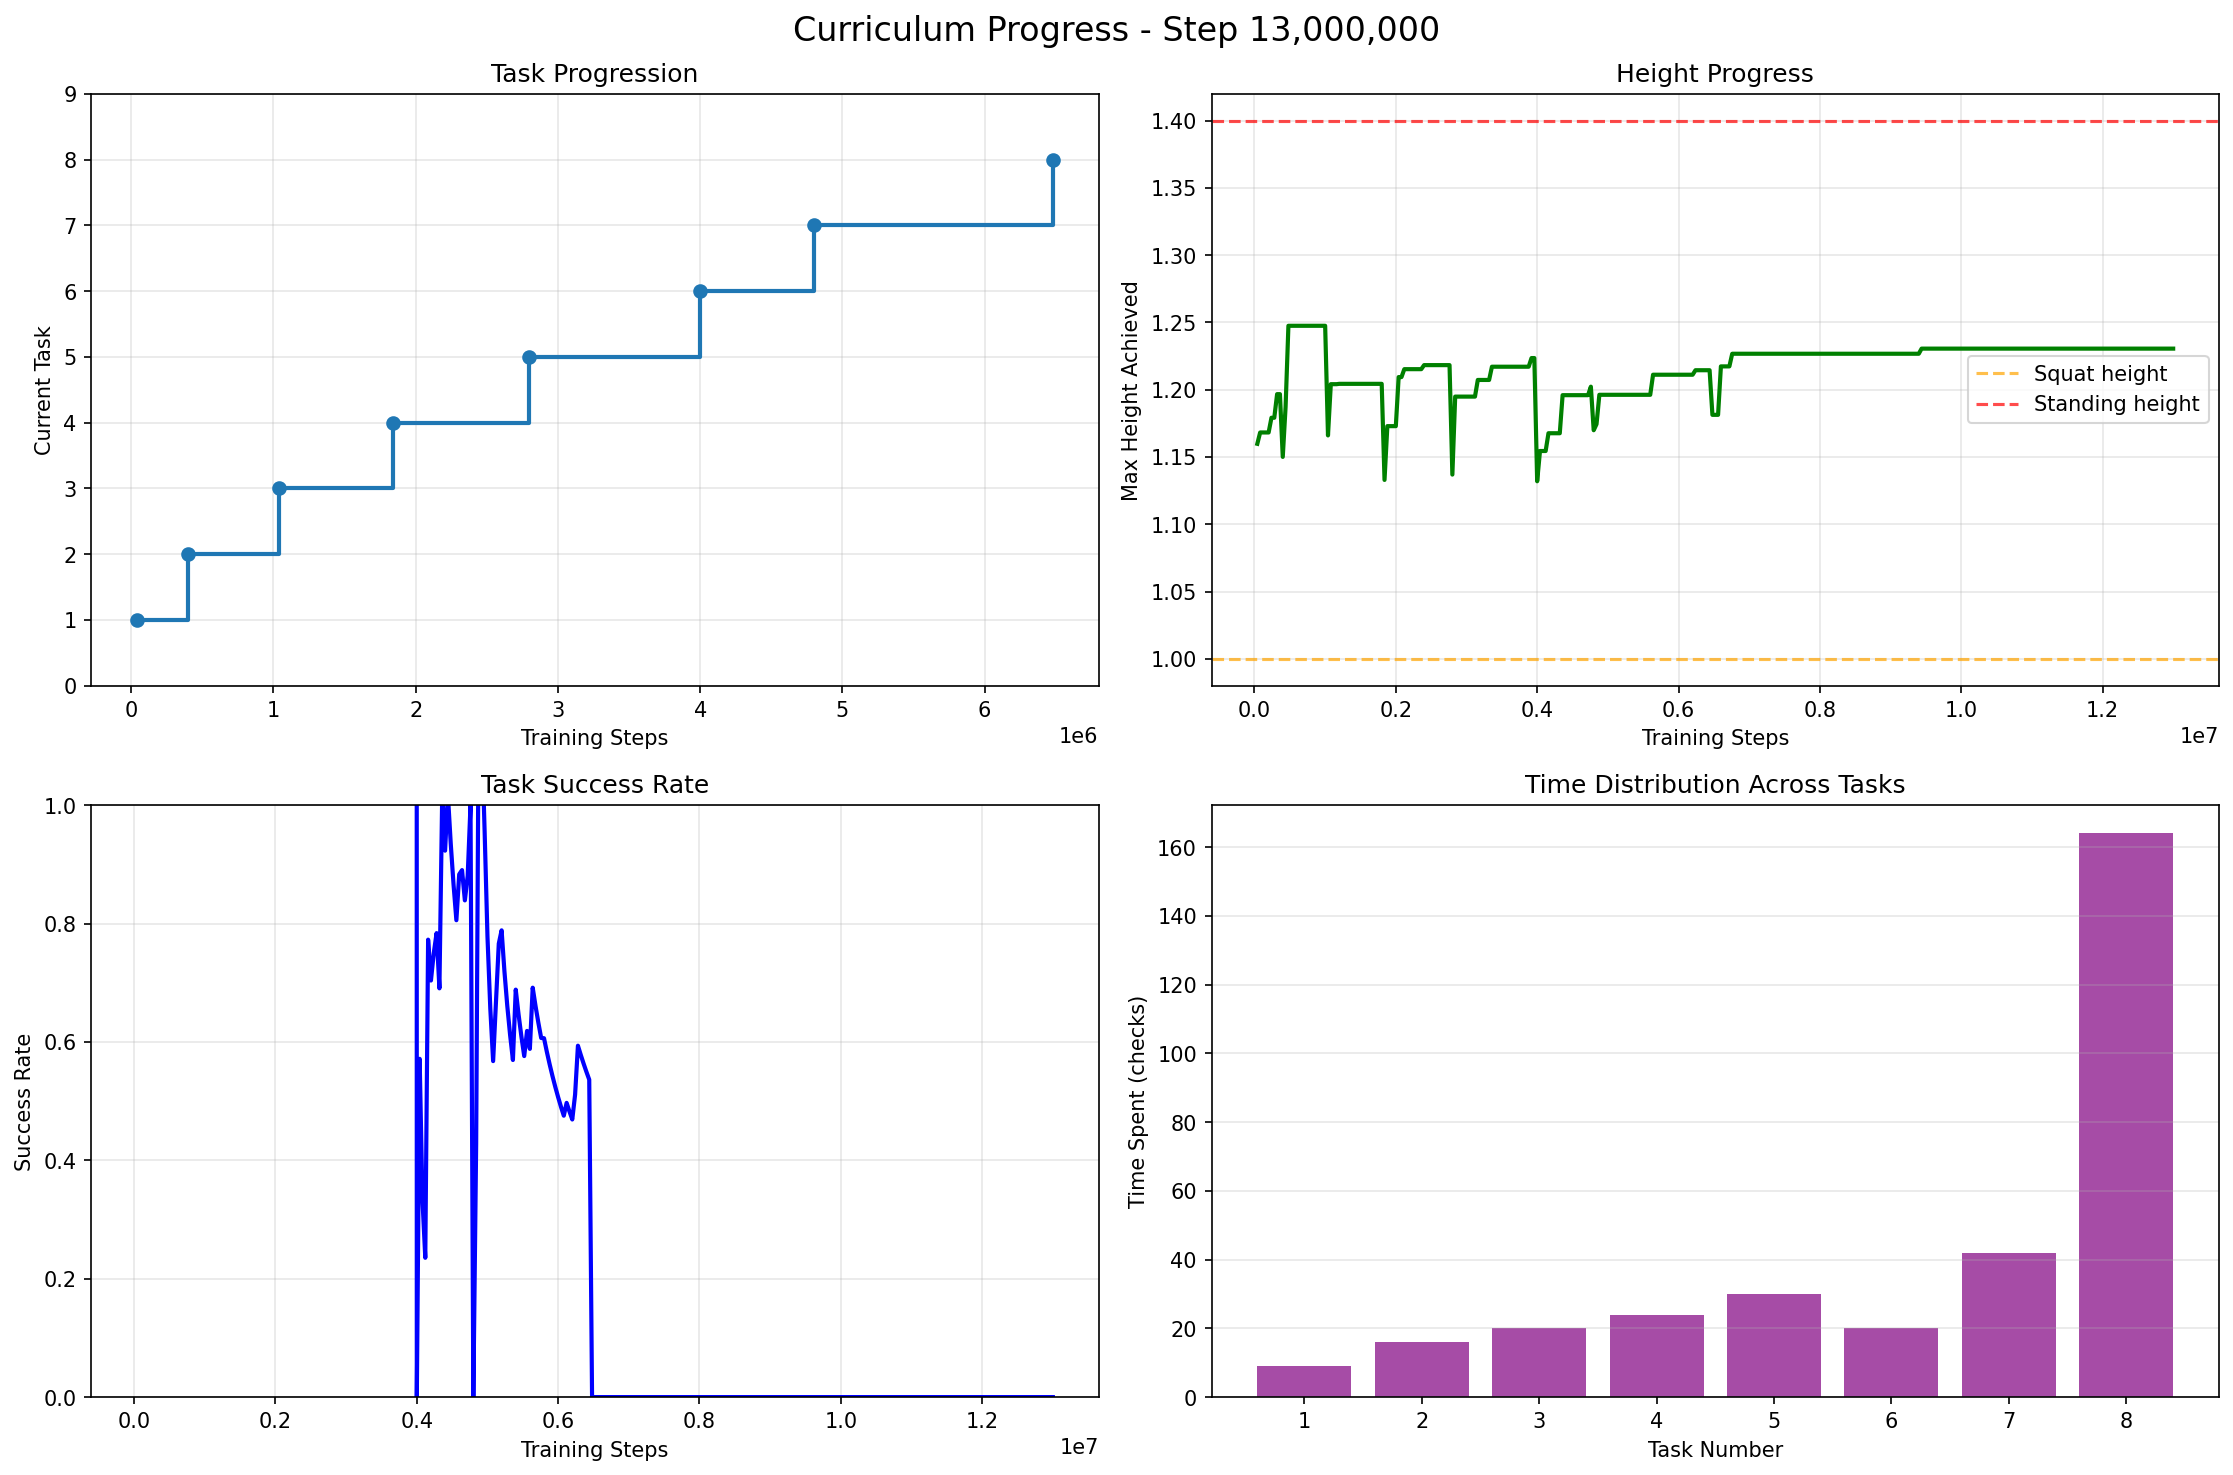 Curriculum Progress - Step 13,000,000
Task Progression
9
8
7
6
5
4
3
2
1
0
Current Task
0 1 2 3 4 5 6
1e6
Training Steps
Height Progress
1.40
1.35
1.30
1.25
1.20
1.15
1.10
1.05
1.00
Max Height Achieved
Squat height
Standing height
0.0 0.2 0.4 0.6 0.8 1.0 1.2
1e7
Training Steps
Task Success Rate
1.0
0.8
0.6
0.4
0.2
0.0
Success Rate
0.0 0.2 0.4 0.6 0.8 1.0 1.2
1e7
Training Steps
Time Distribution Across Tasks
160
140
120
100
80
60
40
20
0
Time Spent (checks)
1 2 3 4 5 6 7 8
Task Number